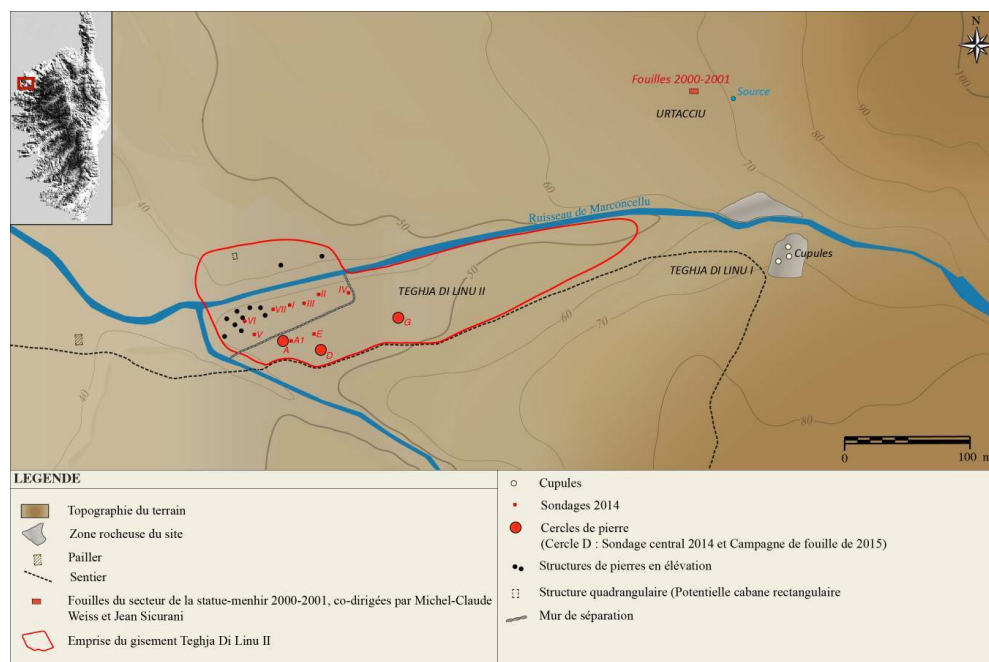 N
100
Fouilles 2000-2001
Source
URTACCIU
80
70
60
50
40
Ruisseau de Marconcellu
Cupules
TEGHJA DI LINU I
TEGHJA DI LINU II
50
IV
II
III
I
VII
VI
V
E
A1
A
D
G
60
70
40
80
0
100 m
LEGENDE
Topographie du terrain
Zone rocheuse du site
Pailler
Sentier
Fouilles du secteur de la statue-menhir 2000-2001, co-dirigées par Michel-Claude
Weiss et Jean Sicurani
Emprise du gisement Teghja Di Linu II
Cupules
Sondages 2014
Cercles de pierre
(Cercle D : Sondage central 2014 et Campagne de fouille de 2015)
Structures de pierres en élévation
Structure quadrangulaire (Potentielle cabane rectangulaire
Mur de séparation